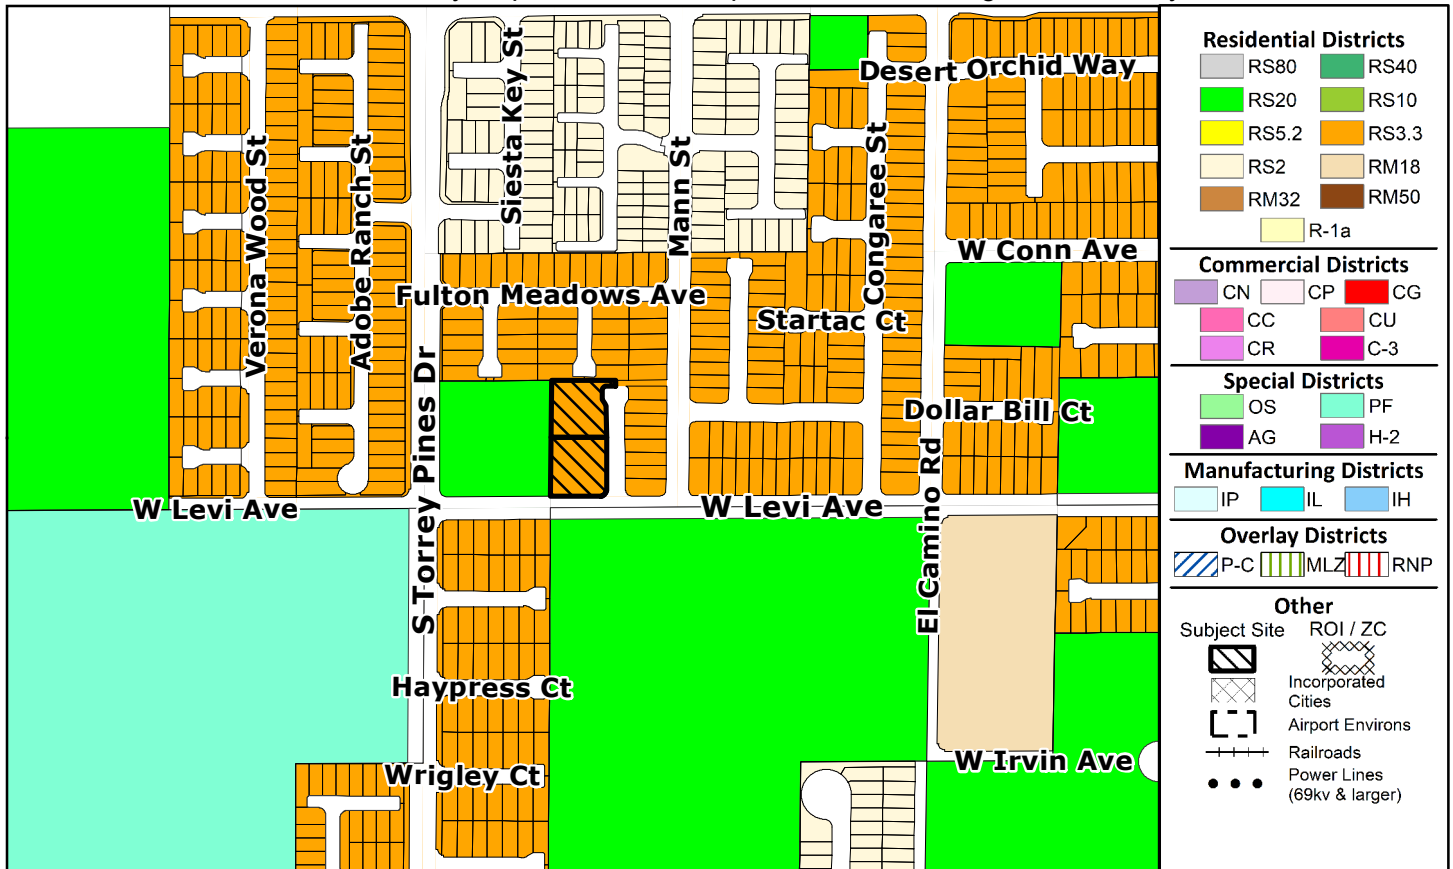 Siesta Key St
Desert Orchid Way
Verona Wood St
Adobe Ranch St
Mann St
Congaree St
W Conn Ave
Fulton Meadows Ave
Startac Ct
S Torrey Pines Dr
Dollar Bill Ct
El Camino Rd
W Levi Ave
W Levi Ave
Haypress Ct
Wrigley Ct
W Irvin Ave
Residential Districts
RS80 RS40
RS20 RS10
RS5.2 RS3.3
RS2 RM18
RM32 RM50
R-1a
Commercial Districts
CN CP CG
CC CU
CR C-3
Special Districts
OS PF
AG H-2
Manufacturing Districts
IP IL IH
Overlay Districts
P-C MLZ RNP
Other
Subject Site ROI / ZC
Incorporated
Cities
Airport Environs
Railroads
Power Lines
(69kv & larger)